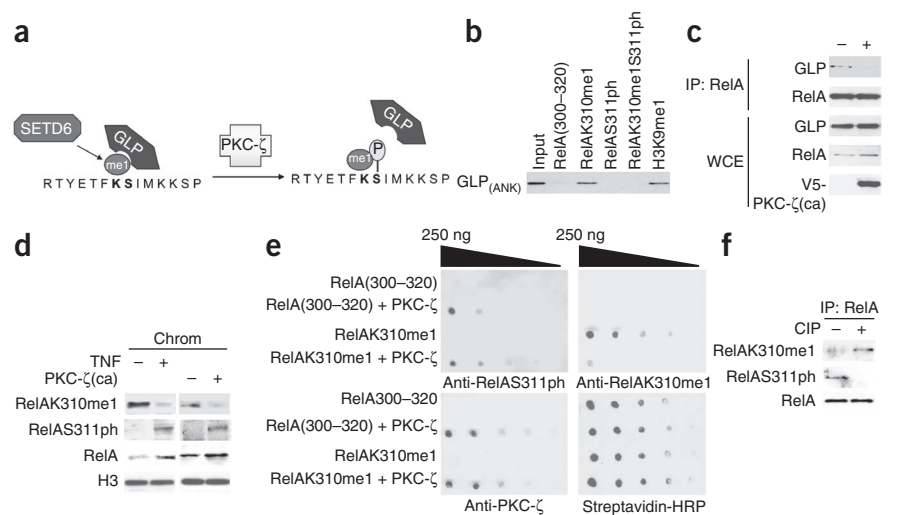 a
SETD6
GLP
me1
RTYETFKSIMKKSP
PKC-ζ
GLP
me1
P
RTYETFKSIMKKSP
b
Input
RelA(300–320)
RelAK310me1
RelAS311ph
RelAK310me1S311ph
H3K9me1
GLP(ANK)
c
– +
IP: RelA
GLP
RelA
WCE
GLP
RelA
V5-
PKC-ζ(ca)
d
Chrom
TNF – +
PKC-ζ(ca) – +
RelAK310me1
RelAS311ph
RelA
H3
e
250 ng 250 ng
RelA(300–320)
RelA(300–320) + PKC-ζ
RelAK310me1
RelAK310me1 + PKC-ζ
Anti-RelAS311ph Anti-RelAK310me1
RelA300–320
RelA(300–320) + PKC-ζ
RelAK310me1
RelAK310me1 + PKC-ζ
Anti-PKC-ζ Streptavidin-HRP
f
IP: RelA
CIP – +
RelAK310me1
RelAS311ph
RelA